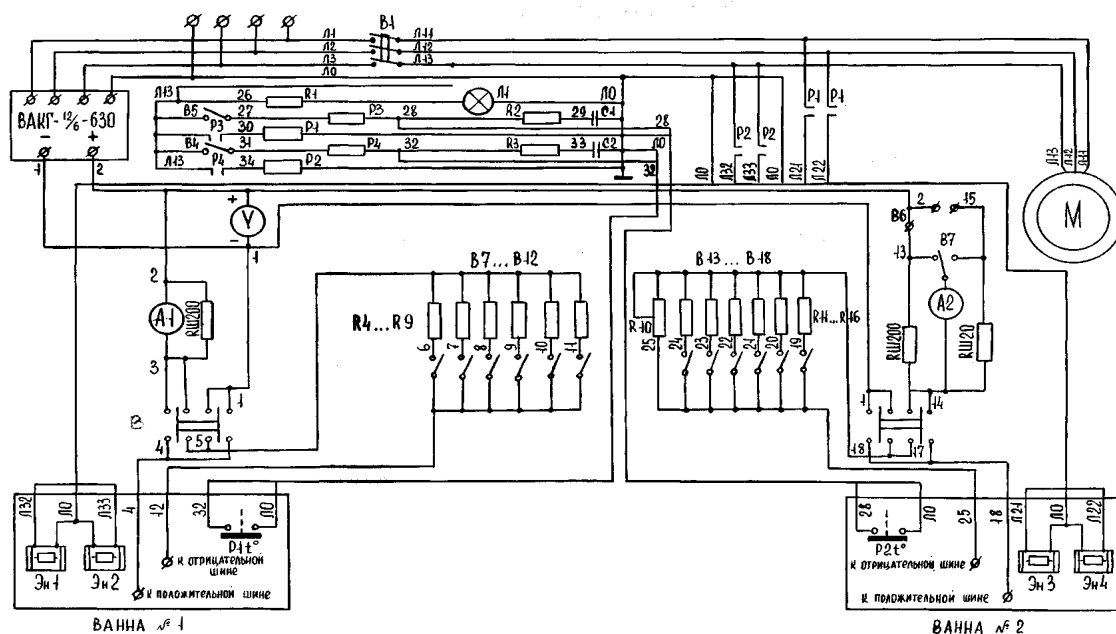 В1
Л1 Л11
Л2 Л12
Л3 Л13
Л0
ВАКГ-12/6-630
- +
1 2
Л13 26 R1 Л1 Л0
В5 27 Р3 28 R2 29 С1
Р3 30 Р1 28
В4 31 Р4 32 R3 33 С2 Л0
Л13 Р4 34 Р2 32
Л0 Л32 Р2 Л33 Р2 Л0 Л21 Р1 Л22 Р1
Л13 Л12 Л11
М
+ V -
1
2
А1 RШ200
3
1
В
4 5
В7...В12
R4...R9
6 7 8 9 10 11
В13...В18
R10 R11...R16
25 24 23 22 21 20 19
2 15
В6
13 В7
А2
RШ200 RШ20
1 14
18 17
Л32 Л0 Л33 4 12 32 Л0
Р1t°
Эн1 Эн2
К ОТРИЦАТЕЛЬНОЙ
ШИНЕ
К ПОЛОЖИТЕЛЬНОЙ ШИНЕ
ВАННА № 1
28 Л0 25 18 Л21 Л0 Л22
Р2t°
К ОТРИЦАТЕЛЬНОЙ ШИНЕ
Эн3 Эн4
К ПОЛОЖИТЕЛЬНОЙ ШИНЕ
ВАННА № 2